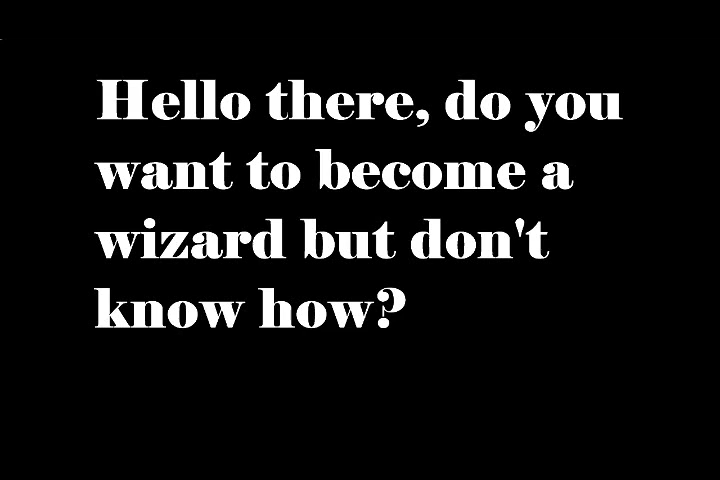 Hello there, do you
want to become a
wizard but don't
know how?